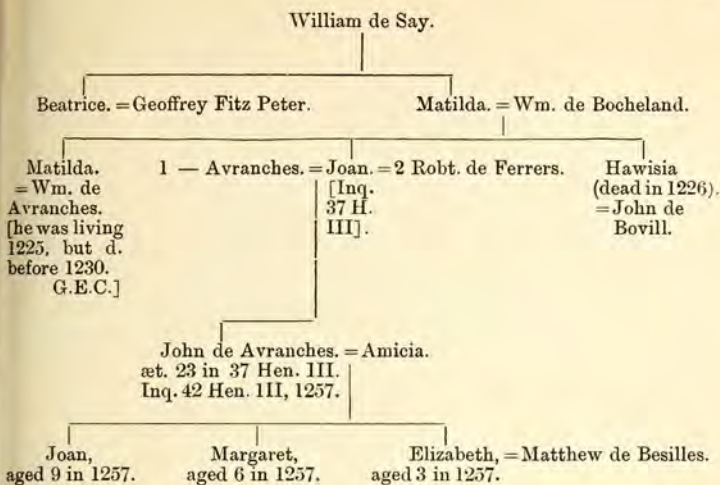 William de Say.
Beatrice. = Geoffrey Fitz Peter. Matilda. = Wm. de Bocheland.
Matilda. 1 — Avranches. = Joan. = 2 Robt. de Ferrers. Hawisia
= Wm. de [Inq. (dead in 1226).
Avranches. 37 H. = John de
[he was living III]. Bovill.
1225, but d.
before 1230.
G.E.C.]
John de Avranches. = Amicia.
æt. 23 in 37 Hen. III.
Inq. 42 Hen. III, 1257.
Joan, Margaret, Elizabeth, = Matthew de Besilles.
aged 9 in 1257. aged 6 in 1257. aged 3 in 1257.